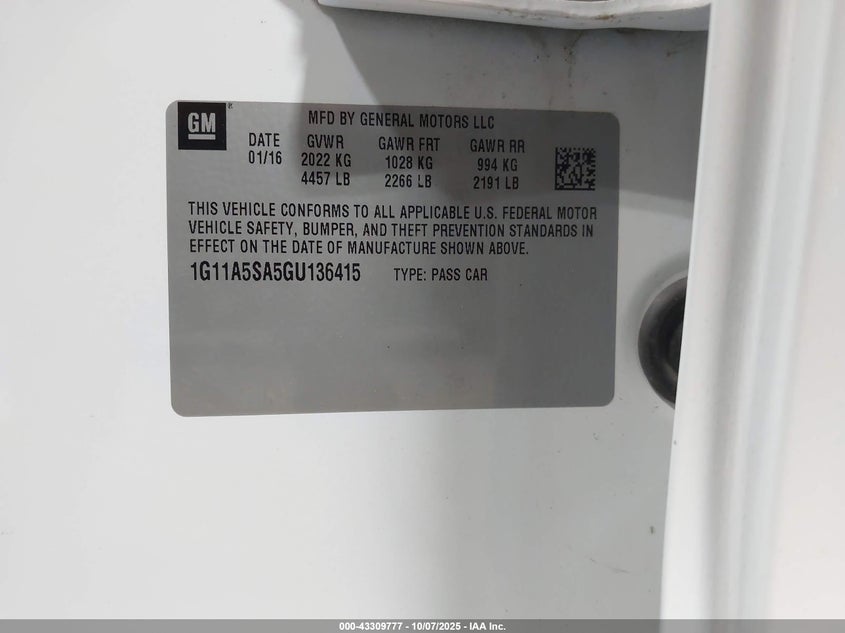 GM ® MFD BY GENERAL MOTORS LLC
DATE GVWR GAWR FRT GAWR RR
01/16 2022 KG 1028 KG 994 KG
4457 LB 2266 LB 2191 LB
THIS VEHICLE CONFORMS TO ALL APPLICABLE U.S. FEDERAL MOTOR
VEHICLE SAFETY, BUMPER, AND THEFT PREVENTION STANDARDS IN
EFFECT ON THE DATE OF MANUFACTURE SHOWN ABOVE.
1G11A5SA5GU136415 TYPE: PASS CAR
000-43309777 - 10/07/2025 - IAA Inc.